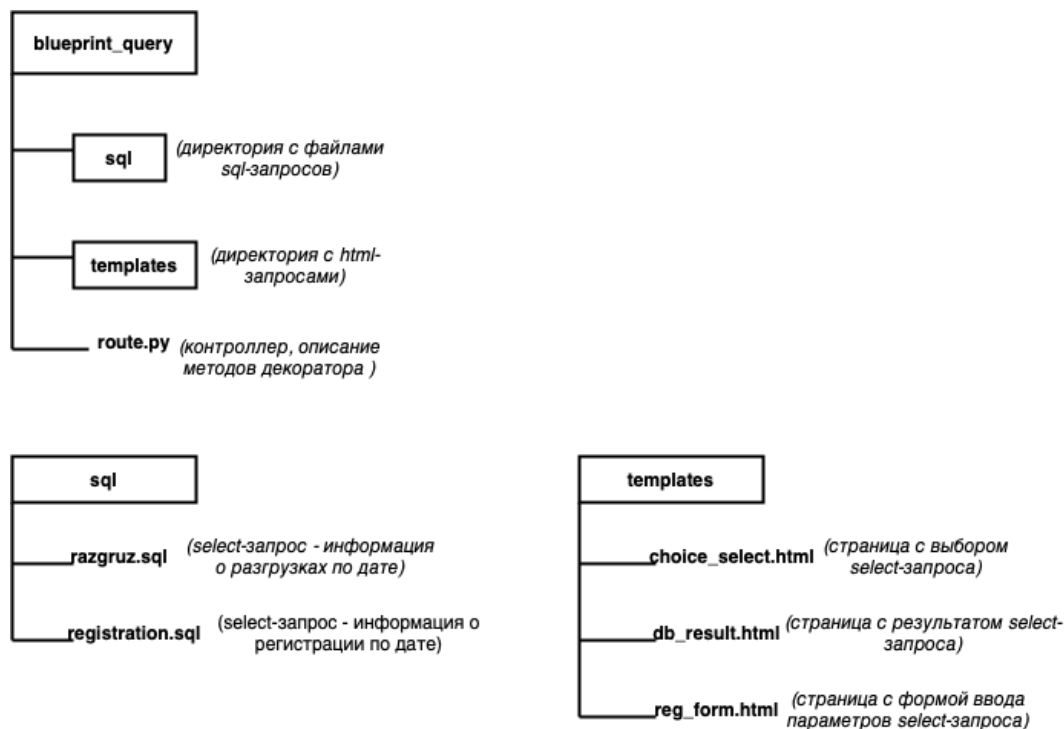 blueprint_query
sql
(директория с файлами
sql-запросов)
templates
(директория с html-
запросами)
route.py
(контроллер, описание
методов декоратора )
sql
razgruz.sql
(select-запрос - информация
о разгрузках по дате)
registration.sql
(select-запрос - информация о
регистрации по дате)
templates
choice_select.html
(страница с выбором
select-запроса)
db_result.html
(страница с результатом select-
запроса)
reg_form.html
(страница с формой ввода
параметров select-запроса)